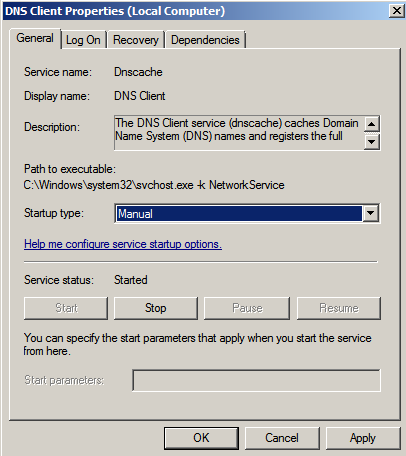 DNS Client Properties (Local Computer)
General Log On Recovery Dependencies
Service name: Dnscache
Display name: DNS Client
Description: The DNS Client service (dnscache) caches Domain
Name System (DNS) names and registers the full
Path to executable:
C:\Windows\system32\svchost.exe -k NetworkService
Startup type: Manual
Help me configure service startup options.
Service status: Started
Start Stop Pause Resume
You can specify the start parameters that apply when you start the service
from here.
Start parameters:
OK Cancel Apply